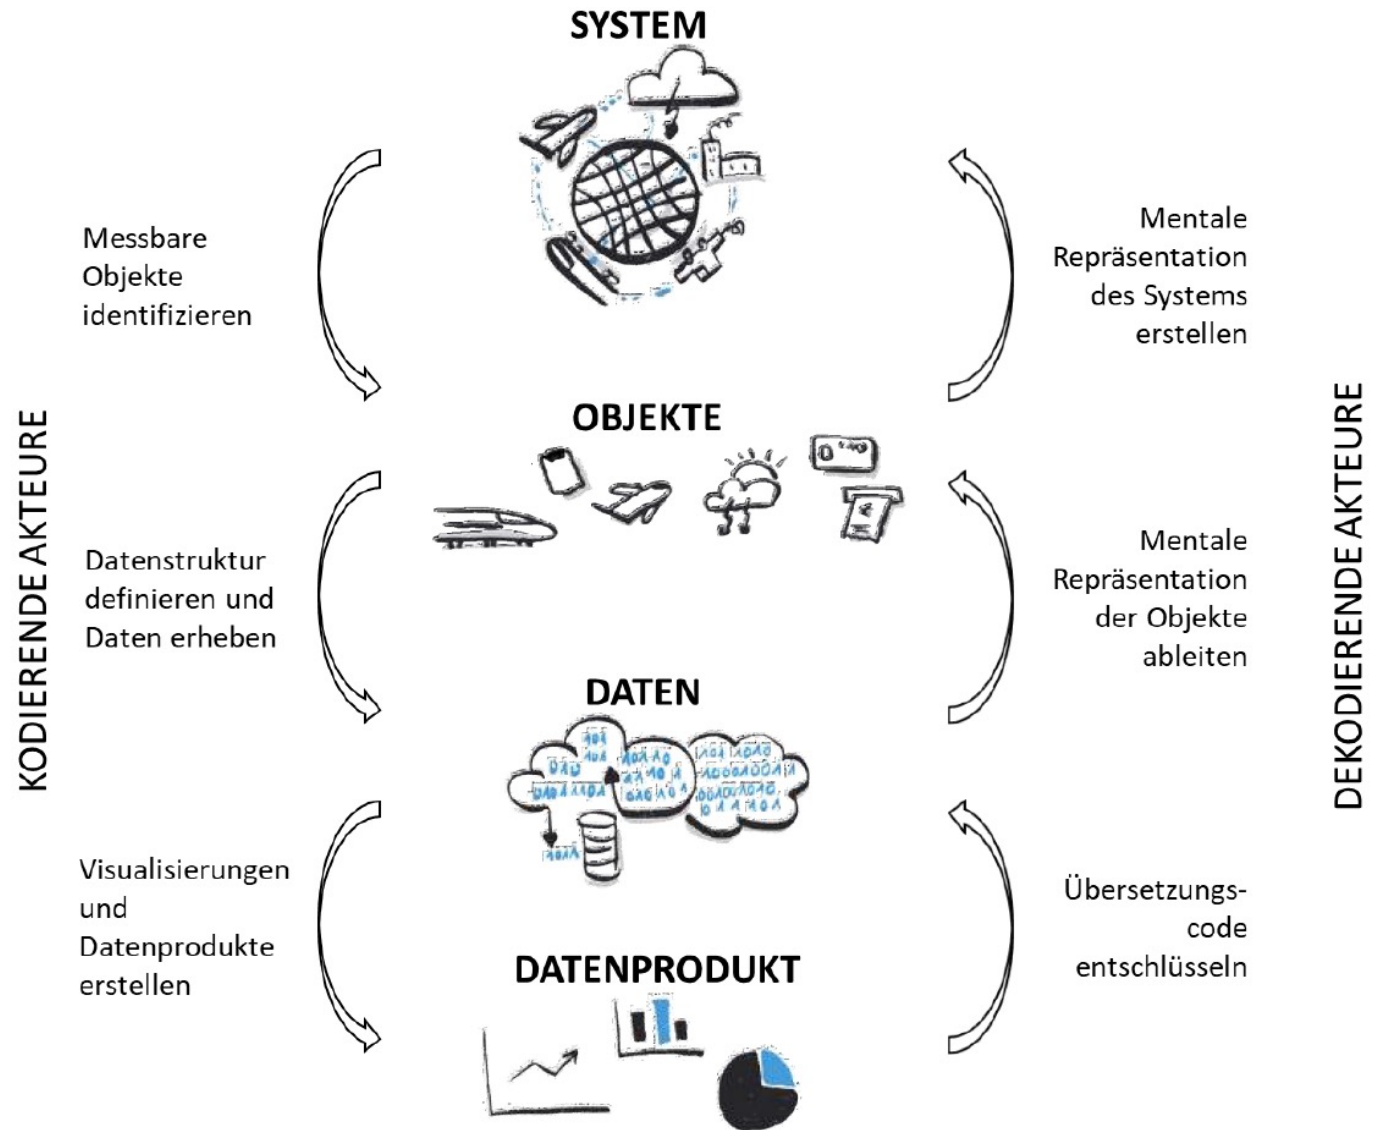 SYSTEM
Messbare
Objekte
identifizieren
Mentale
Repräsentation
des Systems
erstellen
KODIERENDE AKTEURE
DEKODIERENDE AKTEURE
OBJEKTE
Datenstruktur
definieren und
Daten erheben
Mentale
Repräsentation
der Objekte
ableiten
DATEN
Visualisierungen
und
Datenprodukte
erstellen
Übersetzungs-
code
entschlüsseln
DATENPRODUKT